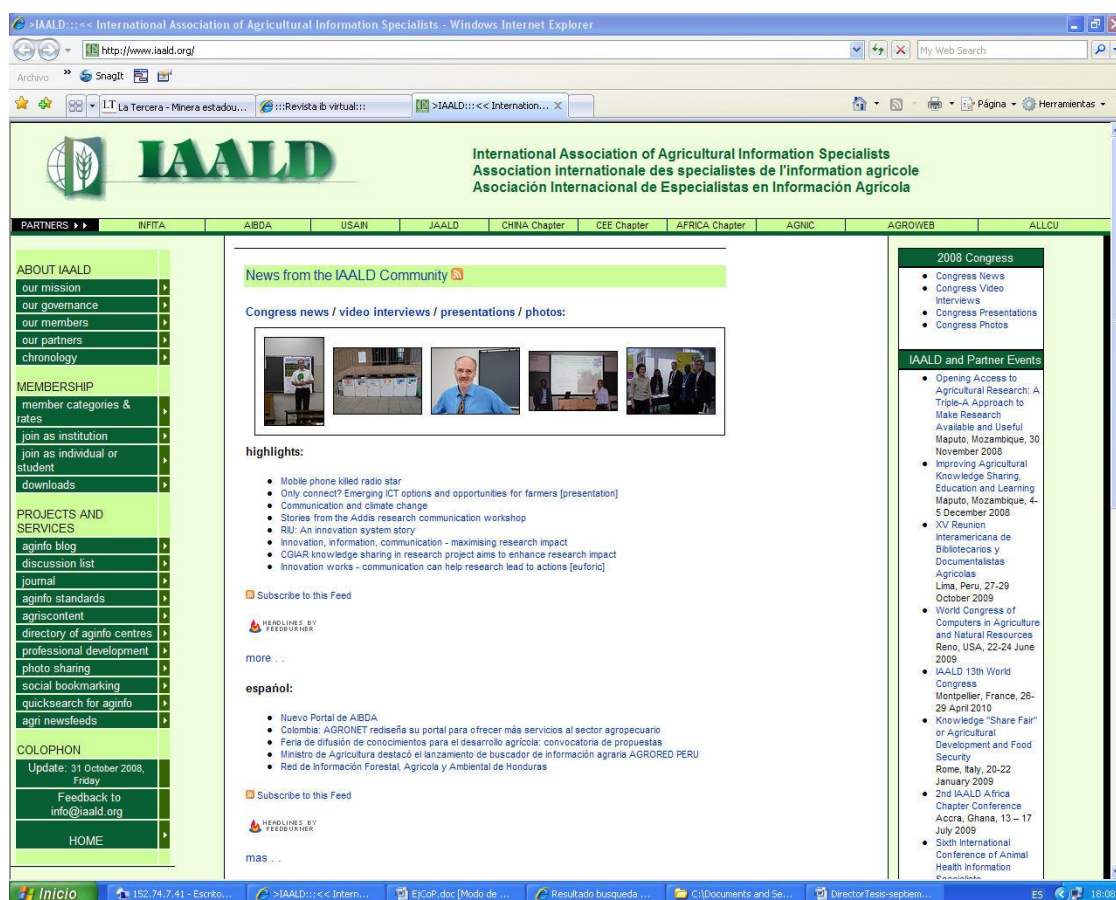 >IAALD:::<< International Association of Agricultural Information Specialists - Windows Internet Explorer
http://www.iaald.org/
My Web Search
Archivo » SnagIt
LT La Tercera - Minera estadou...
:::Revista ib virtual:::
>IAALD:::<< Internation... X
Página
Herramientas
IAALD
International Association of Agricultural Information Specialists
Association internationale des specialistes de l'information agricole
Asociación Internacional de Especialistas en Información Agrícola
PARTNERS INFITA AIBDA USAIN JAALD CHINA Chapter CEE Chapter AFRICA Chapter AGNIC AGROWEB ALLCU
ABOUT IAALD
our mission
our governance
our members
our partners
chronology
MEMBERSHIP
member categories &
rates
join as institution
join as individual or
student
downloads
PROJECTS AND
SERVICES
aginfo blog
discussion list
journal
aginfo standards
agriscontent
directory of aginfo centres
professional development
photo sharing
social bookmarking
quicksearch for aginfo
agri newsfeeds
COLOPHON
Update: 31 October 2008,
Friday
Feedback to
info@iaald.org
HOME
News from the IAALD Community
Congress news / video interviews / presentations / photos:
highlights:
Mobile phone killed radio star
Only connect? Emerging ICT options and opportunities for farmers [presentation]
Communication and climate change
Stories from the Addis research communication workshop
RIU: An innovation system story
Innovation, information, communication - maximising research impact
CGIAR knowledge sharing in research project aims to enhance research impact
Innovation works - communication can help research lead to actions [euforic]
Subscribe to this Feed
HEADLINES BY
FEEDBURNER
more . .
español:
Nuevo Portal de AIBDA
Colombia: AGRONET rediseña su portal para ofrecer más servicios al sector agropecuario
Feria de difusión de conocimientos para el desarrollo agrícola: convocatoria de propuestas
Ministro de Agricultura destacó el lanzamiento de buscador de información agraria AGRORED PERU
Red de Información Forestal, Agricola y Ambiental de Honduras
Subscribe to this Feed
HEADLINES BY
FEEDBURNER
mas . .
2008 Congress
Congress News
Congress Video
Interviews
Congress Presentations
Congress Photos
IAALD and Partner Events
Opening Access to
Agricultural Research: A
Triple-A Approach to
Make Research
Available and Useful
Maputo, Mozambique, 30
November 2008
Improving Agricultural
Knowledge Sharing,
Education and Learning
Maputo, Mozambique, 4-
5 December 2008
XV Reunion
Interamericana de
Bibliotecarios y
Documentalistas
Agricolas
Lima, Peru, 27-29
October 2009
World Congress of
Computers in Agriculture
and Natural Resources
Reno, USA, 22-24 June
2009
IAALD 13th World
Congress
Montpellier, France, 26-
29 April 2010
Knowledge "Share Fair"
or Agricultural
Development and Food
Security
Rome, Italy, 20-22
January 2009
2nd IAALD Africa
Chapter Conference
Accra, Ghana, 13 – 17
July 2009
Sixth International
Conference of Animal
Health Information
Inicio
152.74.7.41 - Escrito...
>IAALD:::<< Intern...
ElCoP.doc [Modo de ...
Resultado busqueda ...
C:\Documents and Se...
DirectorTesis-septiem...
ES
18:08